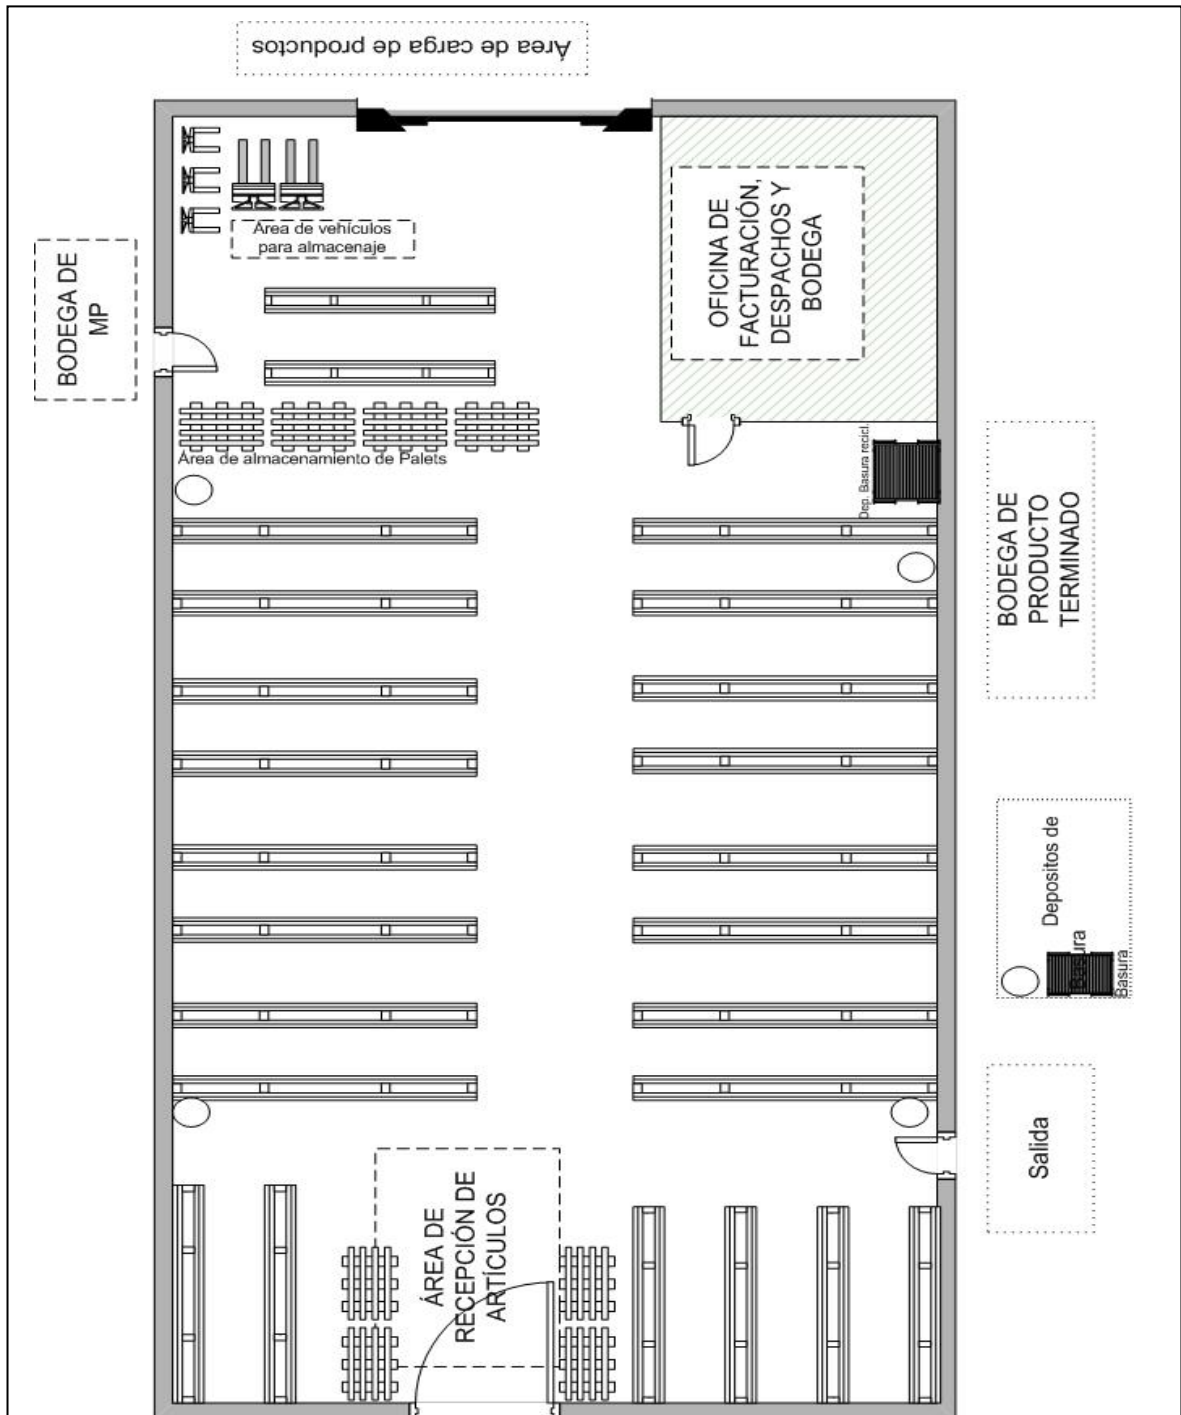 Área de carga de productos
Área de vehículos
para almacenaje
OFICINA DE
FACTURACIÓN,
DESPACHOS Y
BODEGA
BODEGA DE
MP
Área de almacenamiento de Palets
Dep. Basura recicl.
BODEGA DE
PRODUCTO
TERMINADO
Depositos de
Basura
Basura
Salida
ÁREA DE
RECEPCIÓN DE
ARTÍCULOS